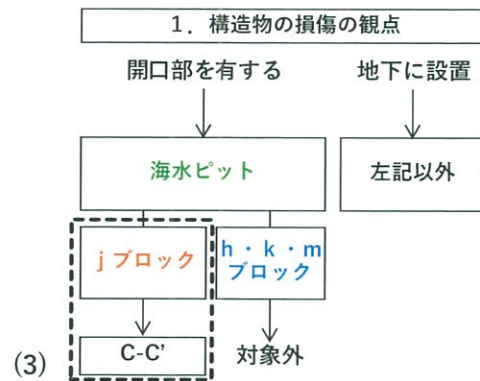 1．構造物の損傷の観点
開口部を有する
地下に設置
海水ピット
左記以外
j ブロック
h・k・m
ブロック
(3)
C-C’
対象外